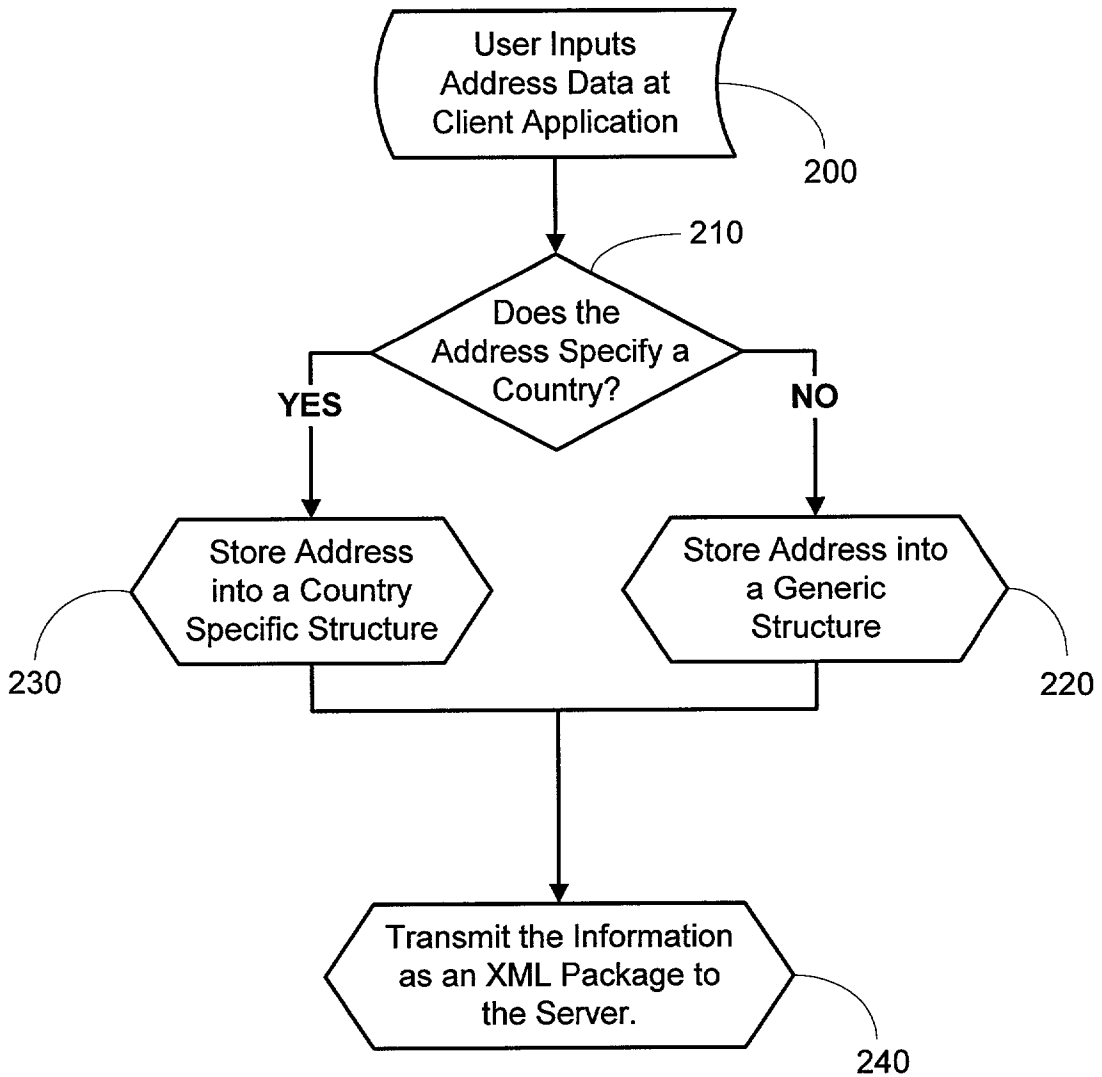 User Inputs
Address Data at
Client Application
200
210
Does the
Address Specify a
Country?
YES
NO
Store Address
into a Country
Specific Structure
230
Store Address into
a Generic
Structure
220
Transmit the Information
as an XML Package to
the Server.
240